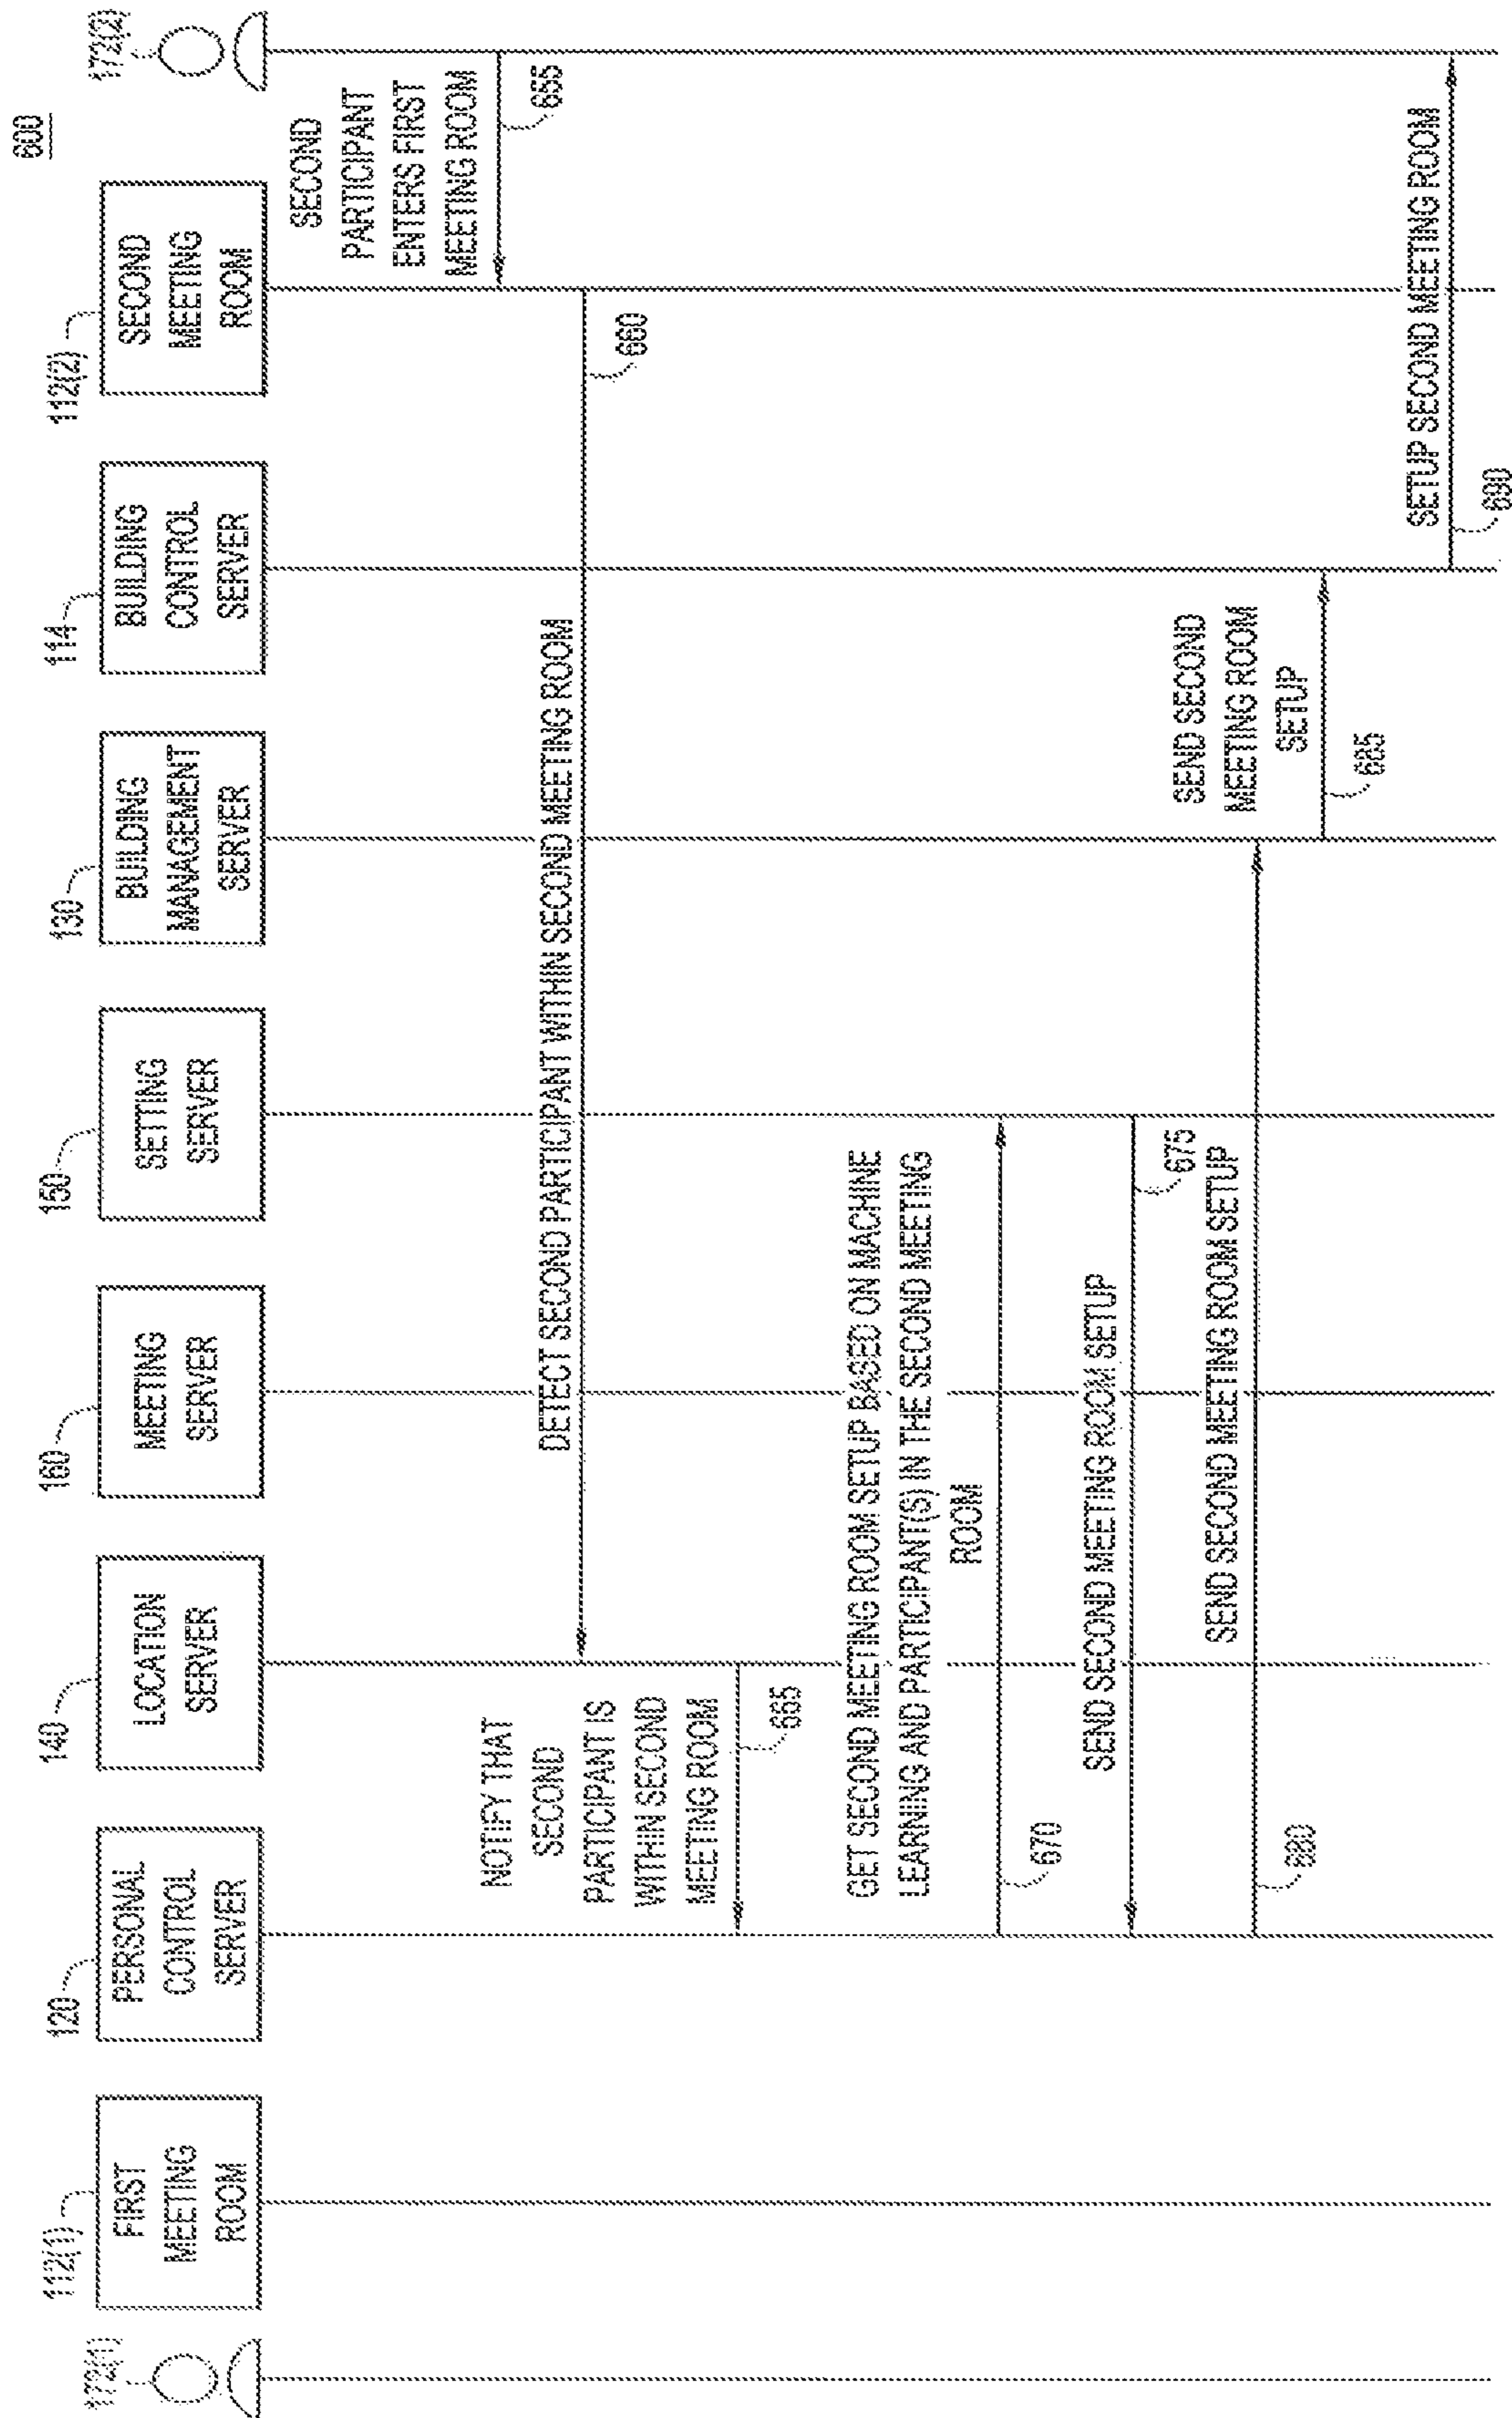 600
172(1)
112(1)
FIRST
MEETING
ROOM
120
PERSONAL
CONTROL
SERVER
140
LOCATION
SERVER
160
MEETING
SERVER
150
SETTING
SERVER
130
BUILDING
MANAGEMENT
SERVER
114
BUILDING
CONTROL
SERVER
112(2)
SECOND
MEETING
ROOM
172(2)
SECOND
PARTICIPANT
ENTERS FIRST
MEETING ROOM
655
DETECT SECOND PARTICIPANT WITHIN SECOND MEETING ROOM
660
NOTIFY THAT
SECOND
PARTICIPANT IS
WITHIN SECOND
MEETING ROOM
665
GET SECOND MEETING ROOM SETUP BASED ON MACHINE
LEARNING AND PARTICIPANT(S) IN THE SECOND MEETING
ROOM
670
SEND SECOND MEETING ROOM SETUP
675
SEND SECOND MEETING ROOM SETUP
680
SEND SECOND
MEETING ROOM
SETUP
685
SETUP SECOND MEETING ROOM
690